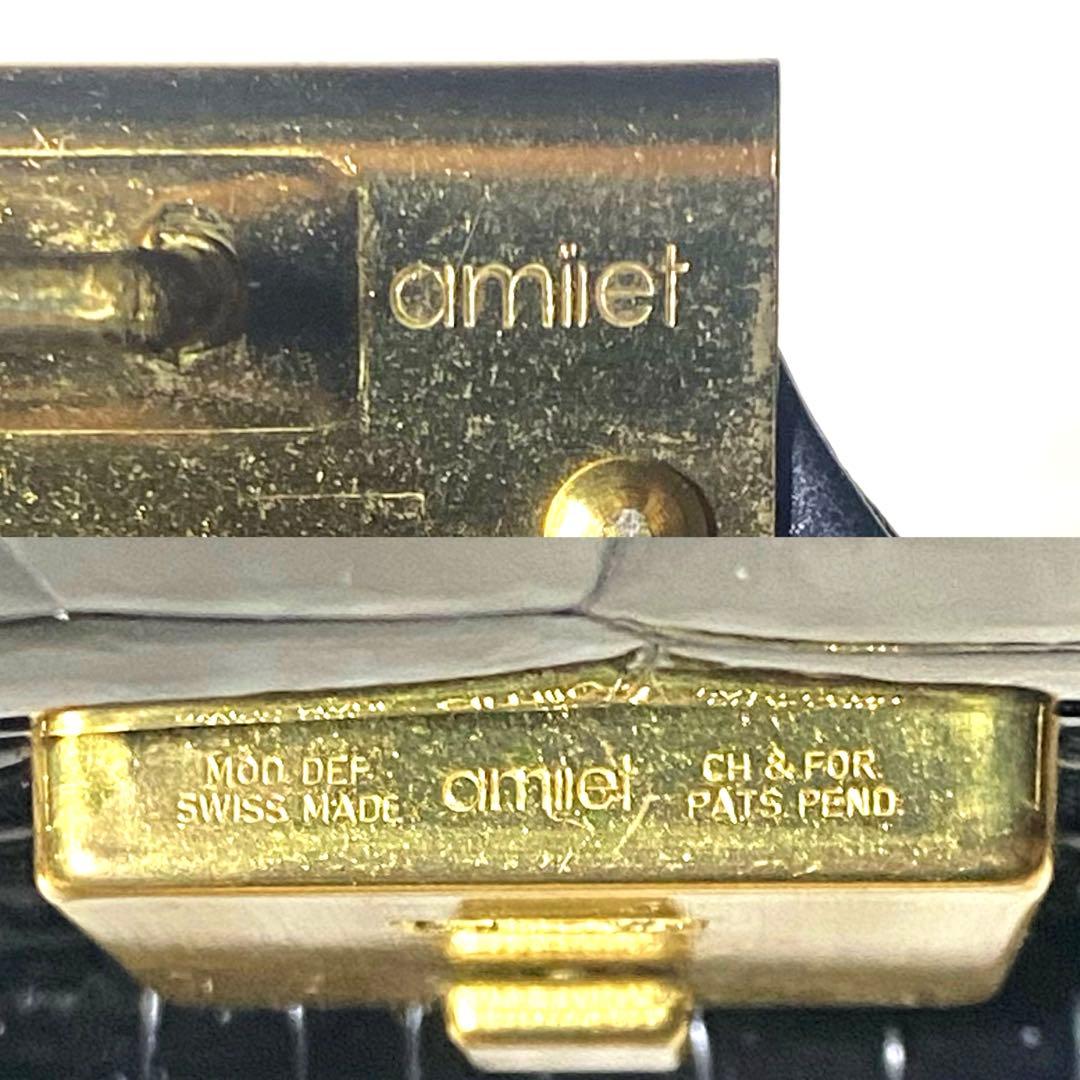 amiet
MOD. DEP.
SWISS MADE
amiet
CH & FOR.
PATS. PEND.